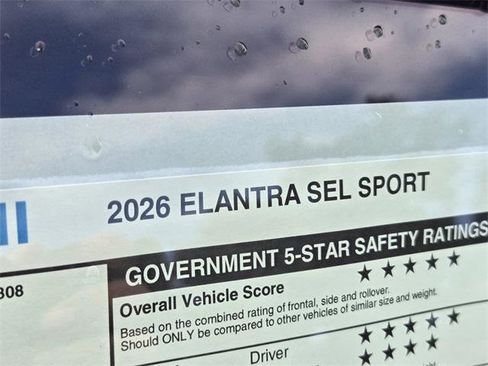 2026 ELANTRA SEL SPORT
GOVERNMENT 5-STAR SAFETY RATINGS
308
Overall Vehicle Score ★★★★★
Based on the combined rating of frontal, side and rollover.
Should ONLY be compared to other vehicles of similar size and weight.
Driver ★★★★
★★★★